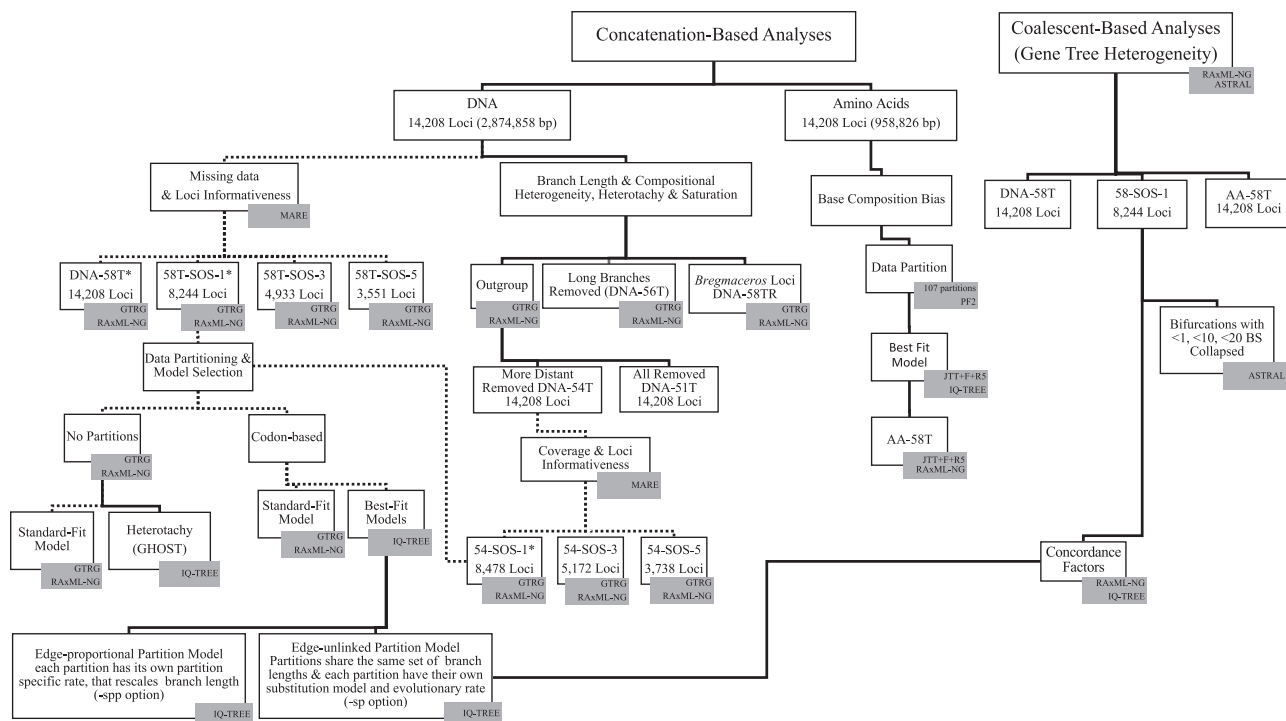 Concatenation-Based Analyses
Coalescent-Based Analyses
(Gene Tree Heterogeneity)
RAxML-NG
ASTRAL
DNA
14,208 Loci (2,874,858 bp)
Amino Acids
14,208 Loci (958,826 bp)
Missing data
& Loci Informativeness
MARE
Branch Length & Compositional
Heterogeneity, Heterotachy & Saturation
Base Composition Bias
DNA-58T
14,208 Loci
58-SOS-1
8,244 Loci
AA-58T
14,208 Loci
DNA-58T*
14,208 Loci
GTRG
RAxML-NG
58T-SOS-1*
8,244 Loci
GTRG
RAxML-NG
58T-SOS-3
4,933 Loci
GTRG
RAxML-NG
58T-SOS-5
3,551 Loci
GTRG
RAxML-NG
Outgroup
GTRG
RAxML-NG
Long Branches
Removed (DNA-56T)
GTRG
RAxML-NG
Bregmaceros Loci
DNA-58TR
GTRG
RAxML-NG
Data Partition
107 partitions
PF2
Data Partitioning &
Model Selection
More Distant
Removed DNA-54T
14,208 Loci
All Removed
DNA-51T
14,208 Loci
Best Fit
Model
JTT+F+R5
IQ-TREE
Bifurcations with
<1, <10, <20 BS
Collapsed
ASTRAL
No Partitions
GTRG
RAxML-NG
Codon-based
Coverage & Loci
Informativeness
MARE
AA-58T
JTT+F+R5
RAxML-NG
Standard-Fit
Model
GTRG
RAxML-NG
Heterotachy
(GHOST)
IQ-TREE
Standard-Fit
Model
GTRG
RAxML-NG
Best-Fit
Models
IQ-TREE
54-SOS-1*
8,478 Loci
GTRG
RAxML-NG
54-SOS-3
5,172 Loci
GTRG
RAxML-NG
54-SOS-5
3,738 Loci
GTRG
RAxML-NG
Concordance
Factors
RAxML-NG
IQ-TREE
Edge-proportional Partition Model
each partition has its own partition
specific rate, that rescales branch length
(-spp option)
IQ-TREE
Edge-unlinked Partition Model
Partitions share the same set of branch
lengths & each partition have their own
substitution model and evolutionary rate
(-sp option)
IQ-TREE